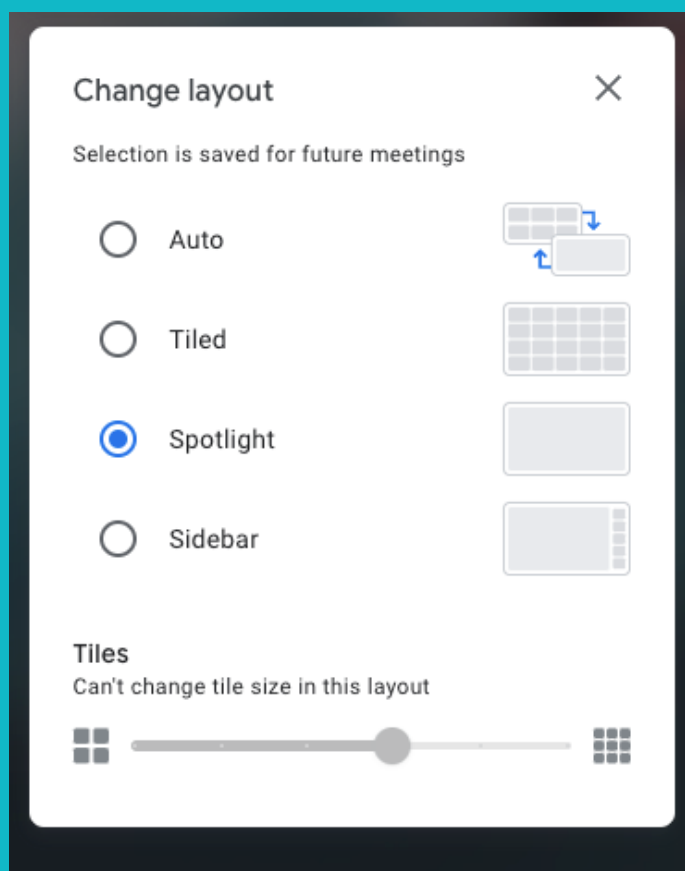 Change layout
Selection is saved for future meetings
Auto
Tiled
Spotlight
Sidebar
Tiles
Can't change tile size in this layout